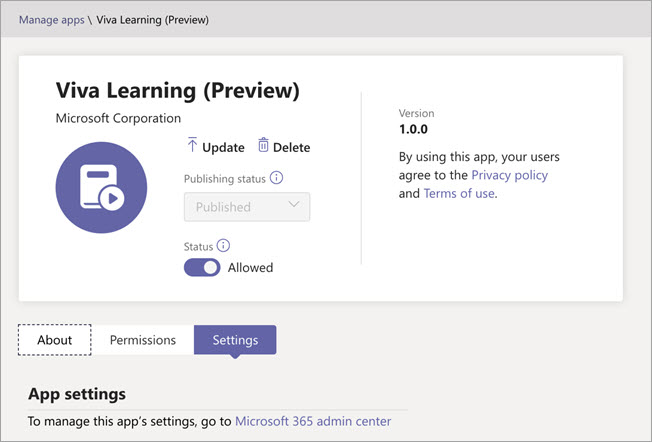 Manage apps \ Viva Learning (Preview)
Viva Learning (Preview)
Microsoft Corporation
Update Delete
Publishing status
Published
Status
Allowed
Version
1.0.0
By using this app, your users
agree to the Privacy policy
and Terms of use.
About Permissions Settings
App settings
To manage this app's settings, go to Microsoft 365 admin center